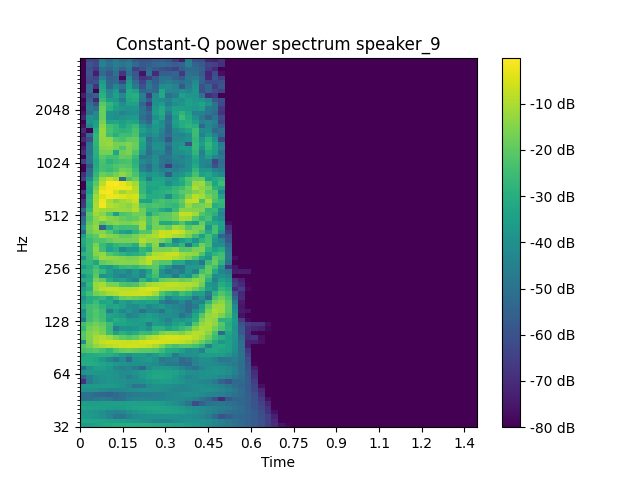 Constant-Q power spectrum speaker_9
Hz
2048
1024
512
256
128
64
32
0 0.15 0.3 0.45 0.6 0.75 0.9 1.1 1.2 1.4
Time
-10 dB
-20 dB
-30 dB
-40 dB
-50 dB
-60 dB
-70 dB
-80 dB